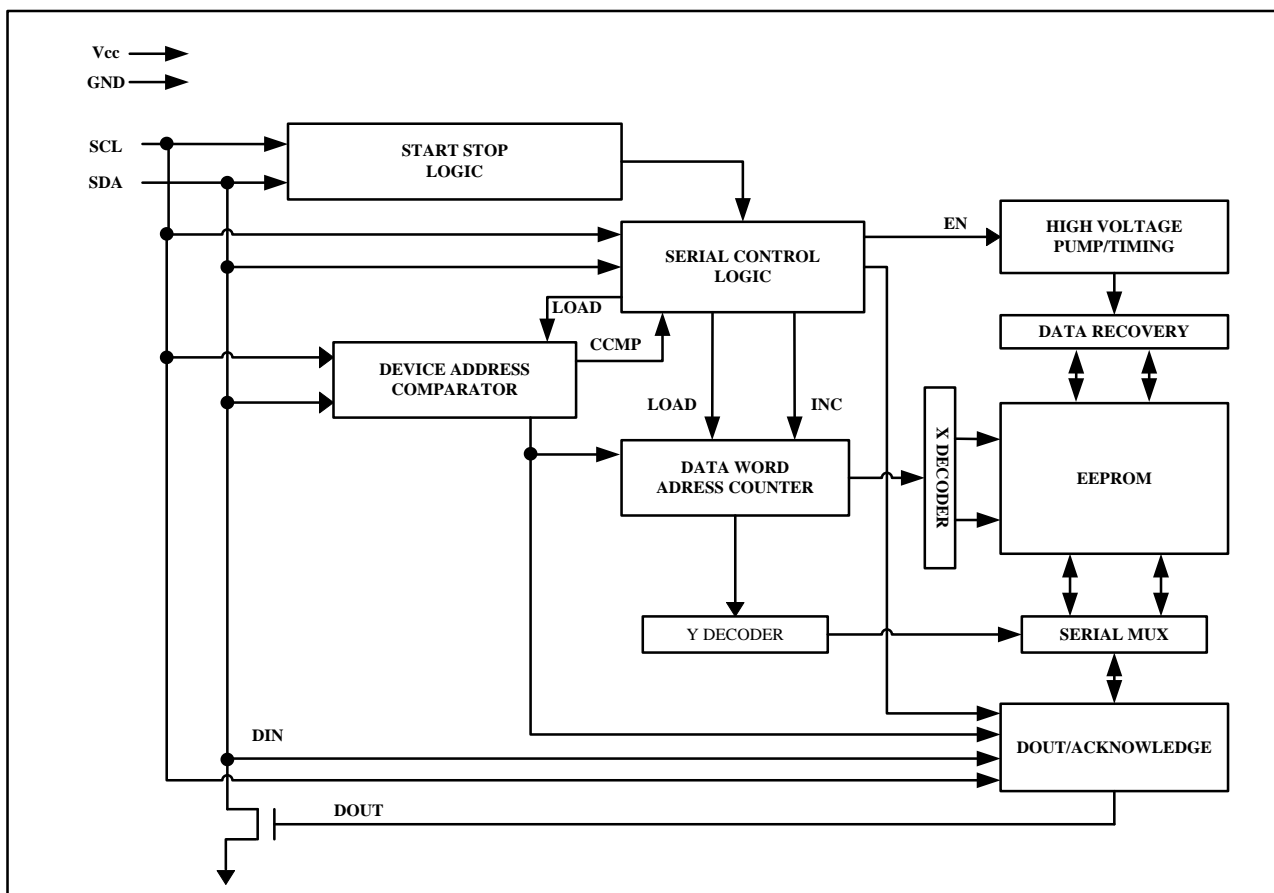 Vcc
GND
SCL
SDA
START STOP
LOGIC
EN
HIGH VOLTAGE
PUMP/TIMING
SERIAL CONTROL
LOGIC
LOAD
CCMP
DATA RECOVERY
DEVICE ADDRESS
COMPARATOR
LOAD
INC
X DECODER
DATA WORD
ADRESS COUNTER
EEPROM
Y DECODER
SERIAL MUX
DIN
DOUT/ACKNOWLEDGE
DOUT